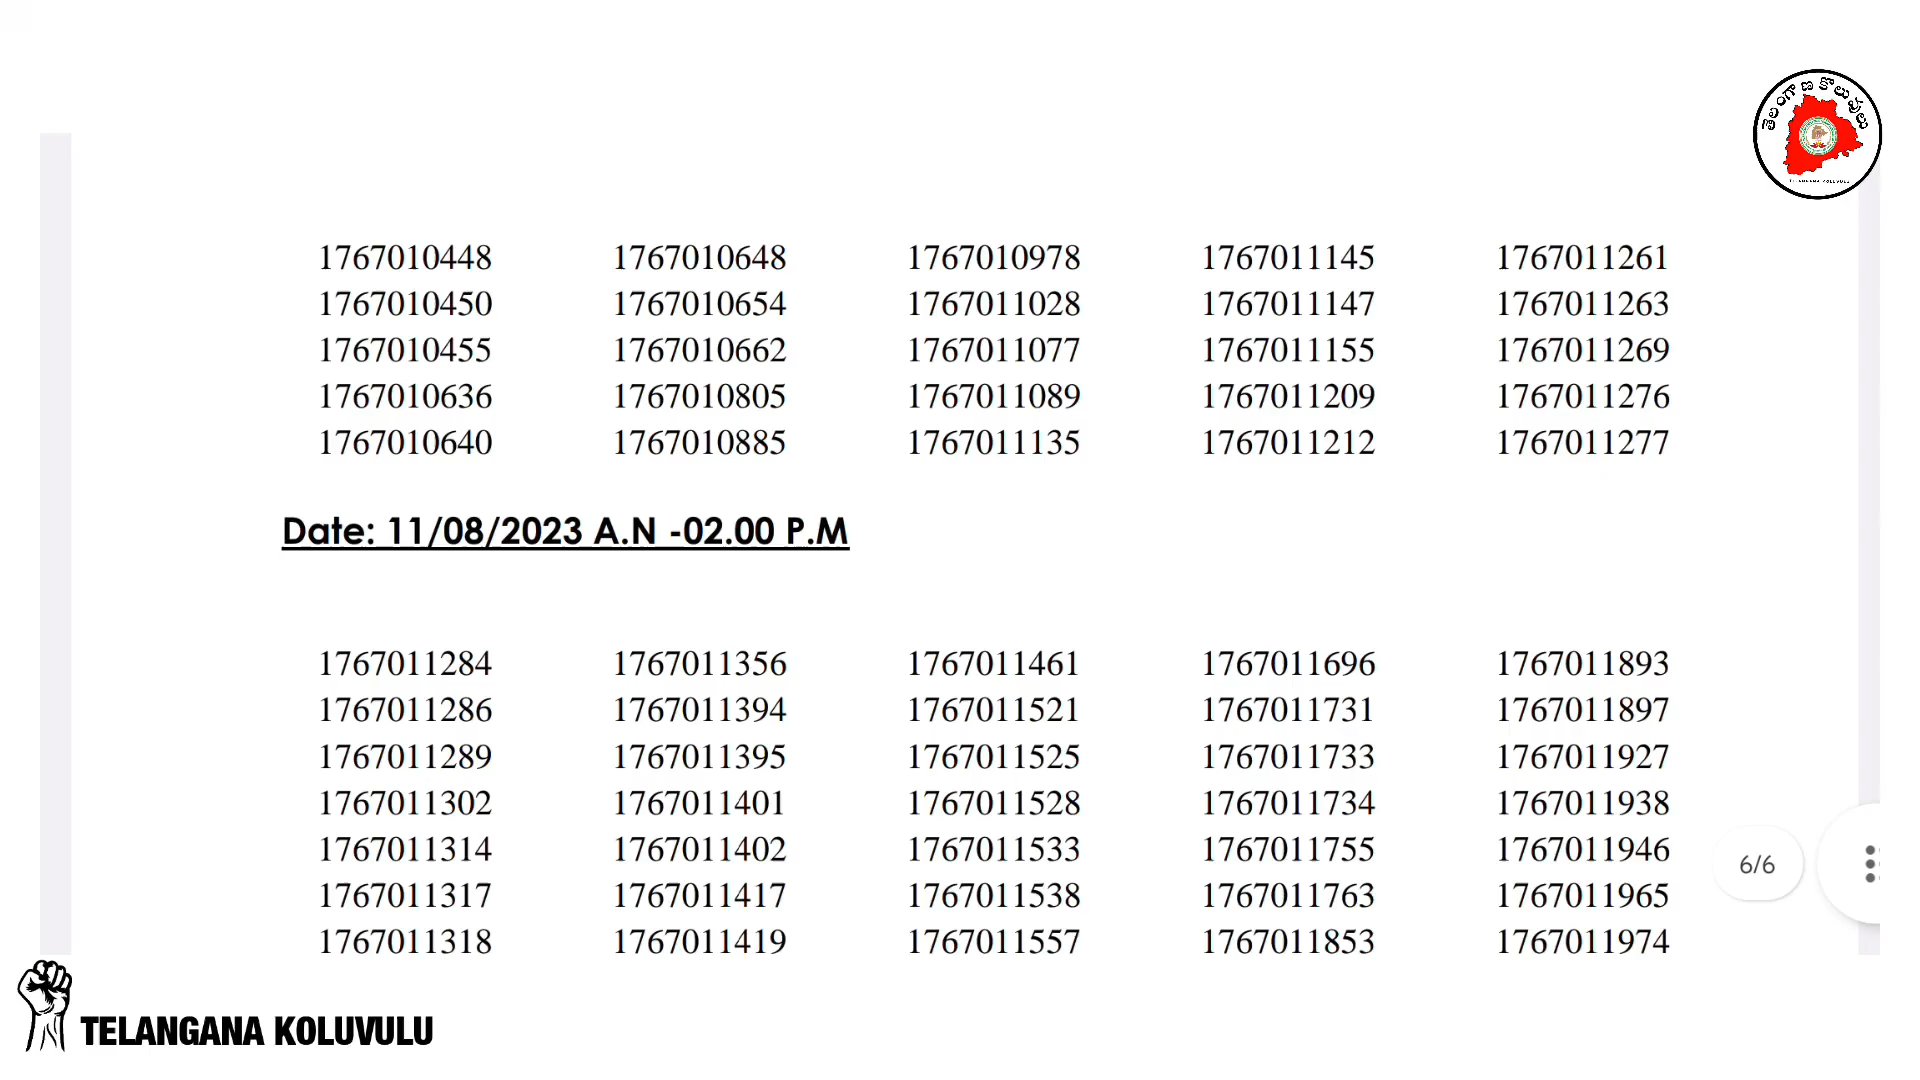 తెలంగాణ కొలువులు
TELANGANA KOLUVULU
1767010448 1767010648 1767010978 1767011145 1767011261
1767010450 1767010654 1767011028 1767011147 1767011263
1767010455 1767010662 1767011077 1767011155 1767011269
1767010636 1767010805 1767011089 1767011209 1767011276
1767010640 1767010885 1767011135 1767011212 1767011277
Date: 11/08/2023 A.N -02.00 P.M
1767011284 1767011356 1767011461 1767011696 1767011893
1767011286 1767011394 1767011521 1767011731 1767011897
1767011289 1767011395 1767011525 1767011733 1767011927
1767011302 1767011401 1767011528 1767011734 1767011938
1767011314 1767011402 1767011533 1767011755 1767011946
1767011317 1767011417 1767011538 1767011763 1767011965
1767011318 1767011419 1767011557 1767011853 1767011974
6/6
TELANGANA KOLUVULU